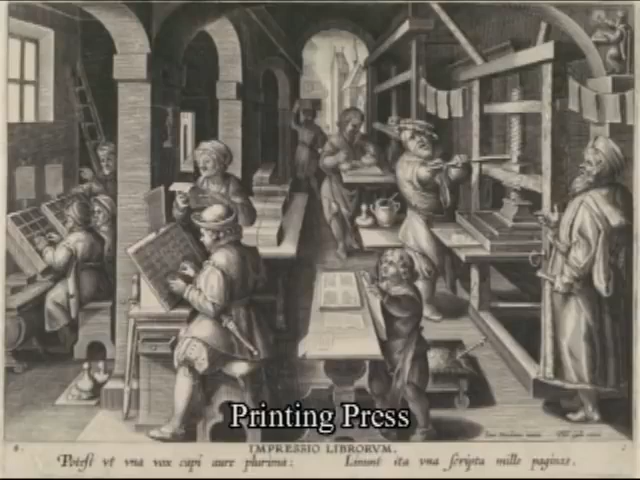 Printing Press
IMPRESSIO LIBRORVM.
Potest vt vna vox capi aure plurima: Linunt ita vna scripta mille paginas.